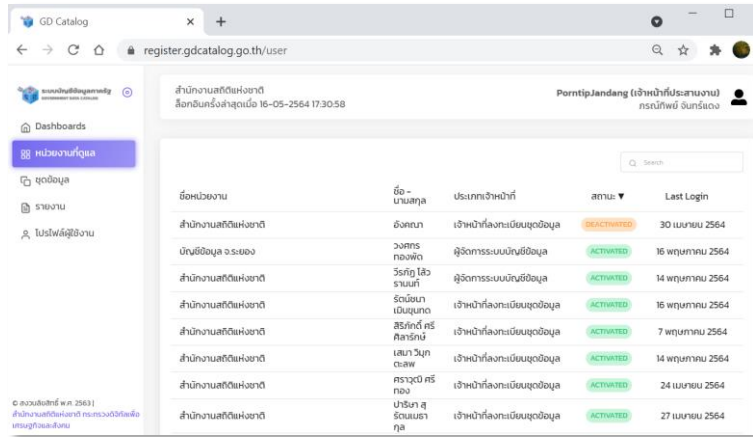 GD Catalog
register.gdcatalog.go.th/user
ระบบบัญชีข้อมูลภาครัฐ
GOVERNMENT DATA CATALOG
สำนักงานสถิติแห่งชาติ
ล็อกอินครั้งล่าสุดเมื่อ 16-05-2564 17:30:58
PorntipJandang (เจ้าหน้าที่ประสานงาน)
ภรณ์ทิพย์ จันทร์แดง
Dashboards
หน่วยงานที่ดูแล
ชุดข้อมูล
รายงาน
โปรไฟล์ผู้ใช้งาน
Search
ชื่อหน่วยงาน ชื่อ - นามสกุล ประเภทเจ้าหน้าที่ สถานะ ▼ Last Login
สำนักงานสถิติแห่งชาติ อังคณา เจ้าหน้าที่ลงทะเบียนชุดข้อมูล DEACTIVATED 30 เมษายน 2564
บัญชีข้อมูล จ.ระยอง วงศกร ทองพัด ผู้จัดการระบบบัญชีข้อมูล ACTIVATED 16 พฤษภาคม 2564
สำนักงานสถิติแห่งชาติ ผู้จัดการระบบบัญชีข้อมูล ACTIVATED 14 พฤษภาคม 2564
สำนักงานสถิติแห่งชาติ เจ้าหน้าที่ลงทะเบียนชุดข้อมูล ACTIVATED 16 พฤษภาคม 2564
สำนักงานสถิติแห่งชาติ สิริภักดิ์ ศรีศิลารักษ์ เจ้าหน้าที่ลงทะเบียนชุดข้อมูล ACTIVATED 7 พฤษภาคม 2564
สำนักงานสถิติแห่งชาติ เสมา เจ้าหน้าที่ลงทะเบียนชุดข้อมูล ACTIVATED 14 พฤษภาคม 2564
สำนักงานสถิติแห่งชาติ ศราวุฒิ ศรีทอง เจ้าหน้าที่ลงทะเบียนชุดข้อมูล ACTIVATED 24 เมษายน 2564
สำนักงานสถิติแห่งชาติ ปาริษา สุรัตนเมธากุล เจ้าหน้าที่ลงทะเบียนชุดข้อมูล ACTIVATED 27 เมษายน 2564
© สงวนลิขสิทธิ์ พ.ศ. 2563 |
สำนักงานสถิติแห่งชาติ กระทรวงดิจิทัลเพื่อ
เศรษฐกิจและสังคม